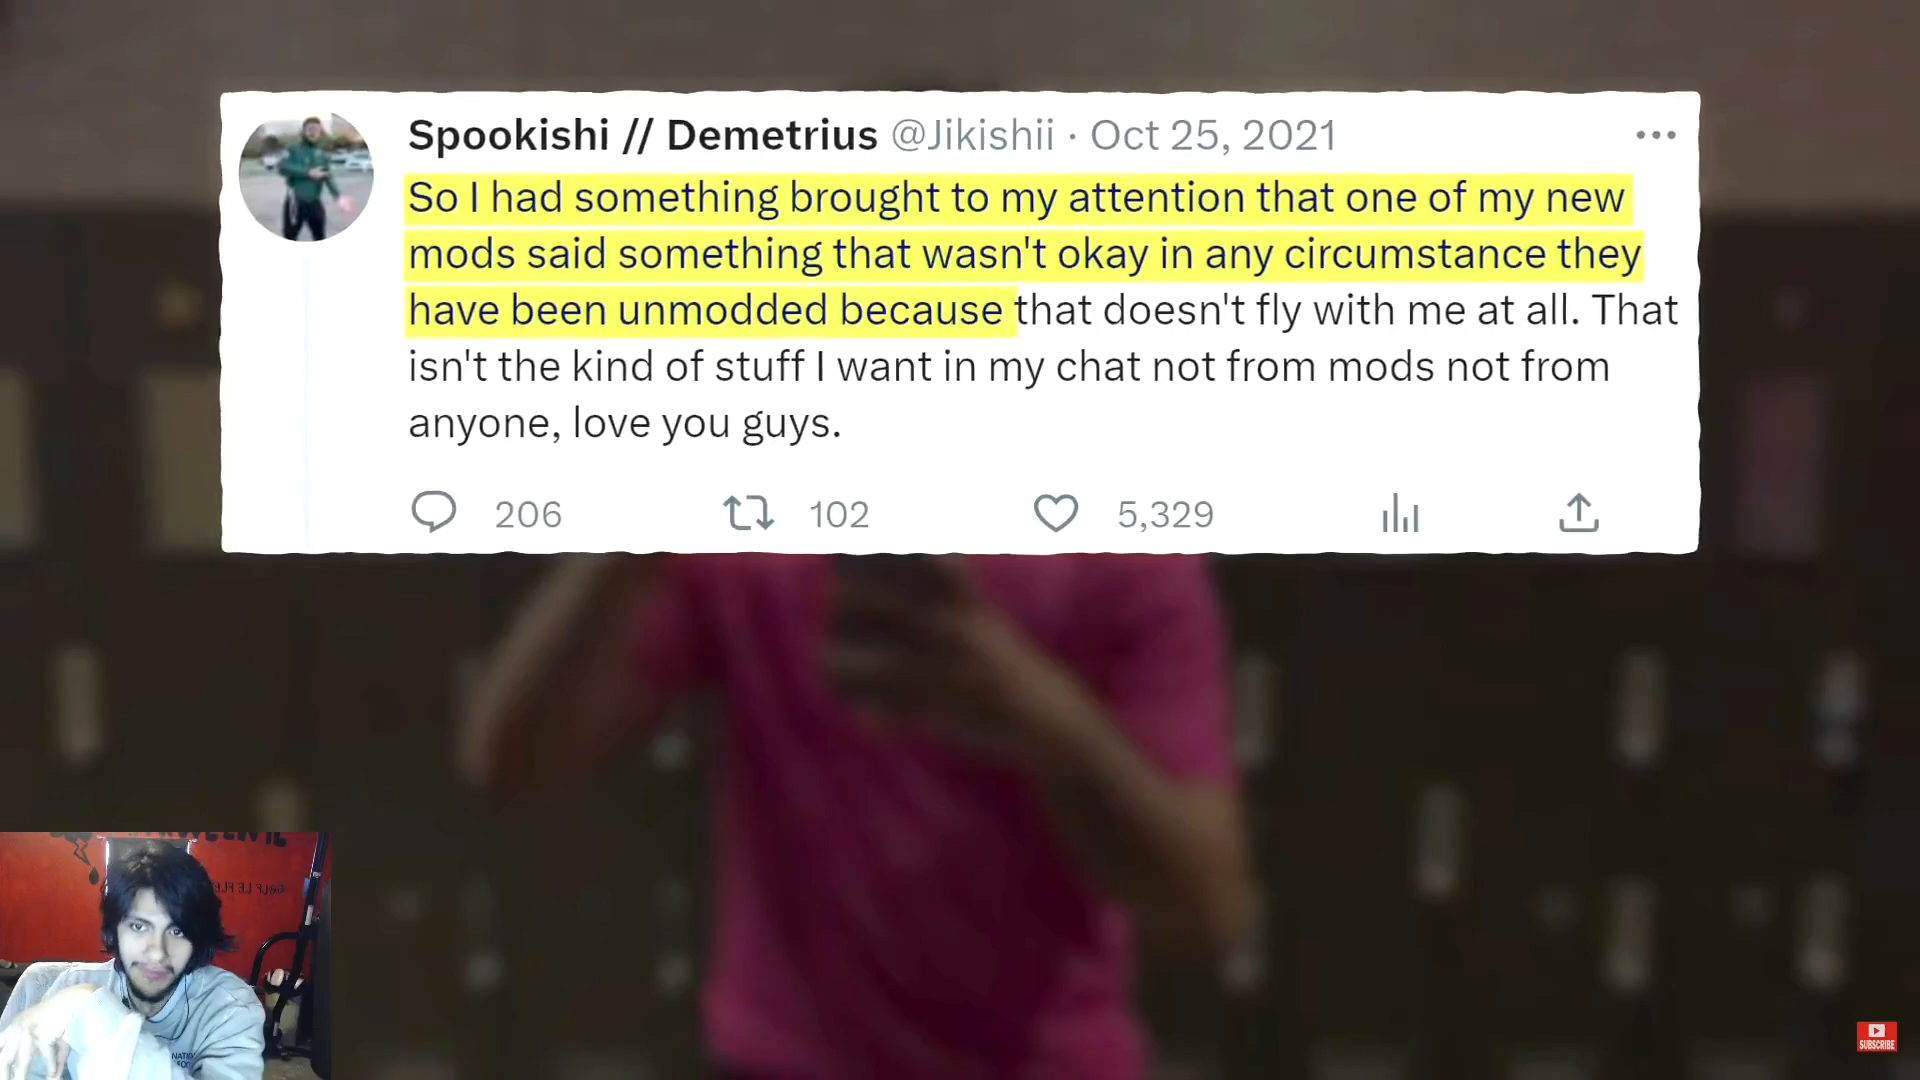 Spookishi // Demetrius @Jikishii · Oct 25, 2021
So I had something brought to my attention that one of my new
mods said something that wasn't okay in any circumstance they
have been unmodded because that doesn't fly with me at all. That
isn't the kind of stuff I want in my chat not from mods not from
anyone, love you guys.
206 102 5,329
SUBSCRIBE